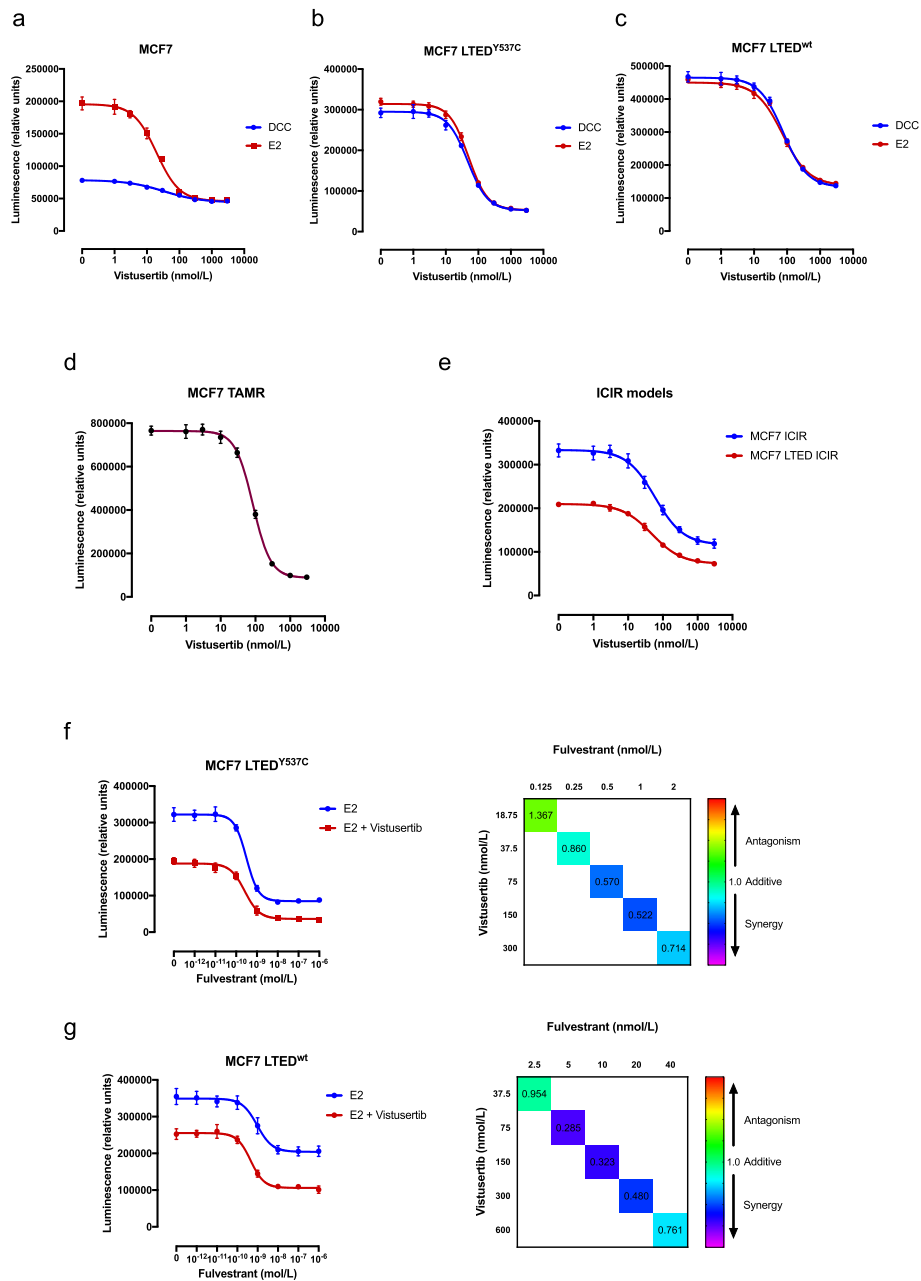 a
MCF7
Luminescence (relative units)
250000
200000
150000
100000
50000
0
0 1 10 100 1000 10000
Vistusertib (nmol/L)
DCC
E2
b
MCF7 LTEDY537C
Luminescence (relative units)
400000
300000
200000
100000
0
0 1 10 100 1000 10000
Vistusertib (nmol/L)
DCC
E2
c
MCF7 LTEDwt
Luminescence (relative units)
500000
400000
300000
200000
100000
0
0 1 10 100 1000 10000
Vistusertib (nmol/L)
DCC
E2
d
MCF7 TAMR
Luminescence (relative units)
800000
600000
400000
200000
0
0 1 10 100 1000 10000
Vistusertib (nmol/L)
e
ICIR models
Luminescence (relative units)
400000
300000
200000
100000
0
0 1 10 100 1000 10000
Vistusertib (nmol/L)
MCF7 ICIR
MCF7 LTED ICIR
f
MCF7 LTEDY537C
Luminescence (relative units)
400000
300000
200000
100000
0
0 10-12 10-11 10-10 10-9 10-8 10-7 10-6
Fulvestrant (mol/L)
E2
E2 + Vistusertib
Fulvestrant (nmol/L)
0.125 0.25 0.5 1 2
Vistusertib (nmol/L)
18.75
37.5
75
150
300
1.367
0.860
0.570
0.522
0.714
Antagonism
1.0 Additive
Synergy
g
MCF7 LTEDwt
Luminescence (relative units)
400000
300000
200000
100000
0
0 10-12 10-11 10-10 10-9 10-8 10-7 10-6
Fulvestrant (mol/L)
E2
E2 + Vistusertib
Fulvestrant (nmol/L)
2.5 5 10 20 40
Vistusertib (nmol/L)
37.5
75
150
300
600
0.954
0.285
0.323
0.480
0.761
Antagonism
1.0 Additive
Synergy